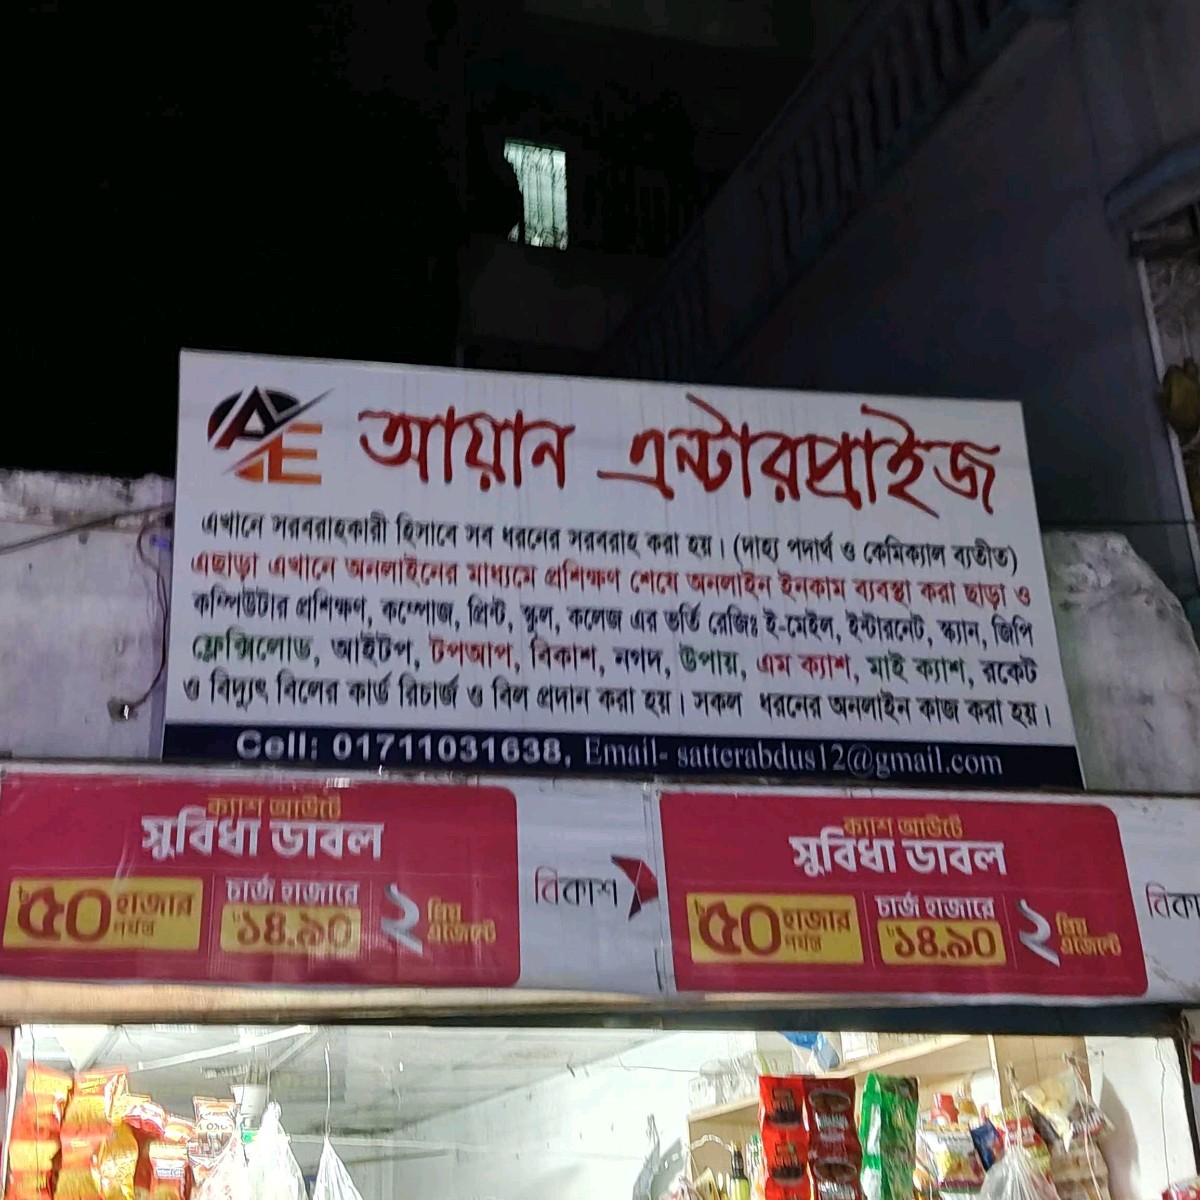 AE
আয়ান এন্টারপ্রাইজ
এখানে সরবরাহকারী হিসাবে সব ধরনের সরবরাহ করা হয়। (দাহ্য পদার্থ ও কেমিক্যাল ব্যতীত)
এছাড়া এখানে অনলাইনের মাধ্যমে প্রশিক্ষণ শেষে অনলাইন ইনকাম ব্যবস্থা করা ছাড়া ও
কম্পিউটার প্রশিক্ষণ, কম্পোজ, প্রিন্ট, স্কুল, কলেজ এর ভর্তি রেজিঃ ই-মেইল, ইন্টারনেট, স্ক্যান, জিপি
ফ্লেক্সিলোড, আইটপ, টপআপ, বিকাশ, নগদ, উপায়, এম ক্যাশ, মাই ক্যাশ, রকেট
ও বিদ্যুৎ বিলের কার্ড রিচার্জ ও বিল প্রদান করা হয়। সকল ধরনের অনলাইন কাজ করা হয়।
Cell: 01711031638, Email- satterabdus12@gmail.com
ক্যাশ আউটে
সুবিধা ডাবল
৳৫০ হাজার পর্যন্ত
চার্জ হাজারে
৳১৪.৯০
২ প্রিয় এজেন্টে
বিকাশ
ক্যাশ আউটে
সুবিধা ডাবল
৳৫০ হাজার পর্যন্ত
চার্জ হাজারে
৳১৪.৯০
২ প্রিয় এজেন্টে
বিকা